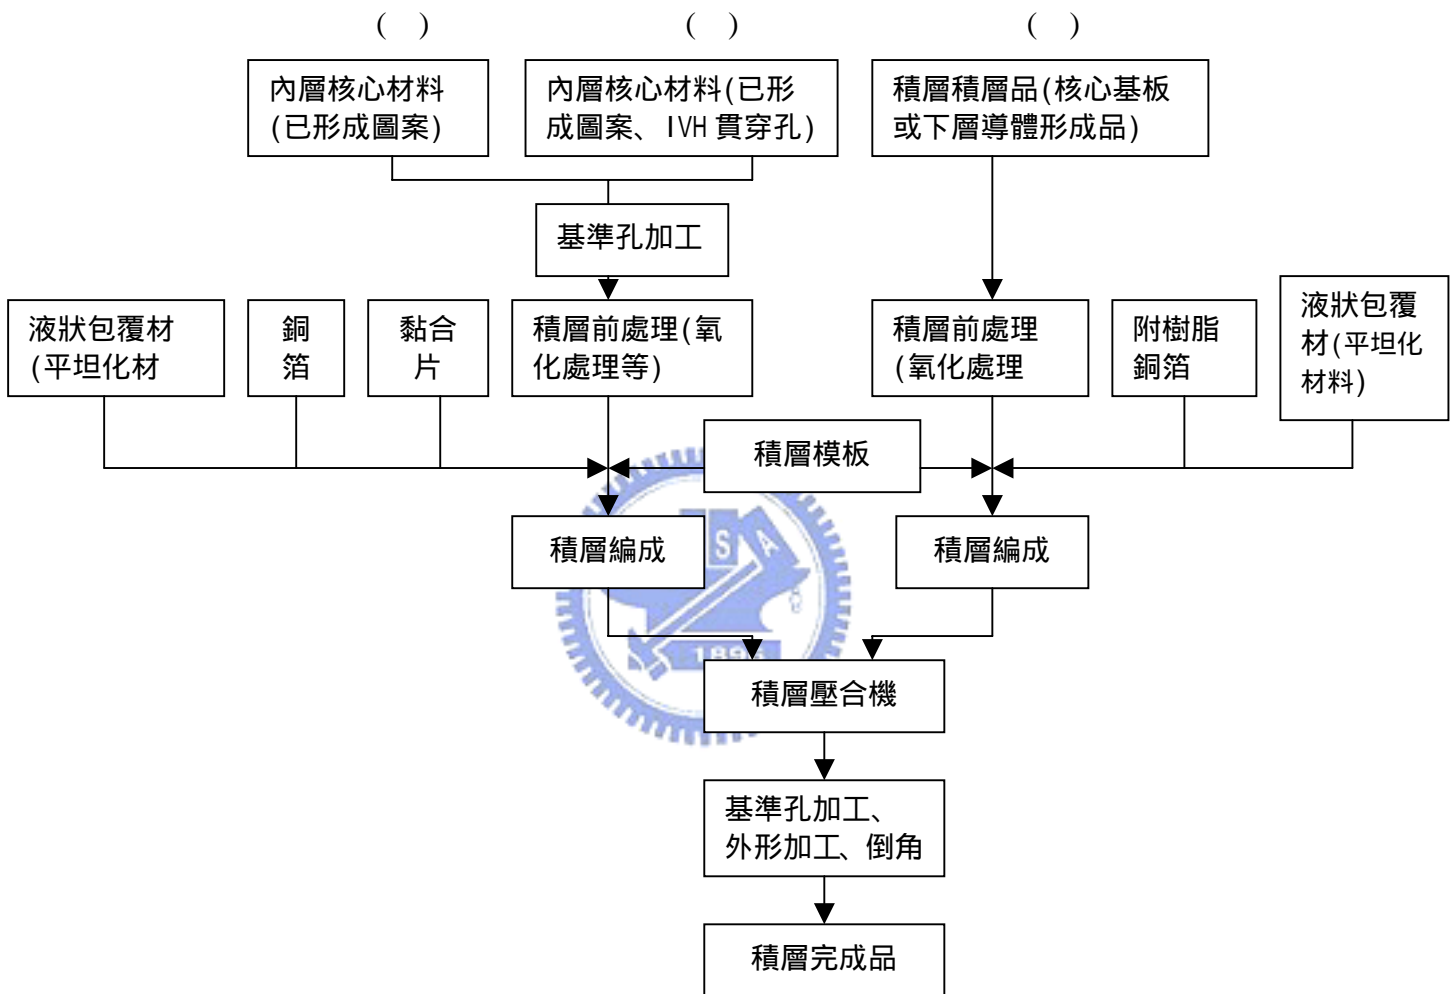 ( )
( )
( )
內層核心材料
(已形成圖案)
內層核心材料(已形
成圖案、IVH 貫穿孔)
積層積層品(核心基板
或下層導體形成品)
基準孔加工
液狀包覆材
(平坦化材
銅
箔
黏合
片
積層前處理(氧
化處理等)
積層前處理
(氧化處理
附樹脂
銅箔
液狀包覆
材(平坦化
材料)
積層模板
積層編成
積層編成
S A
1896
積層壓合機
基準孔加工、
外形加工、倒角
積層完成品